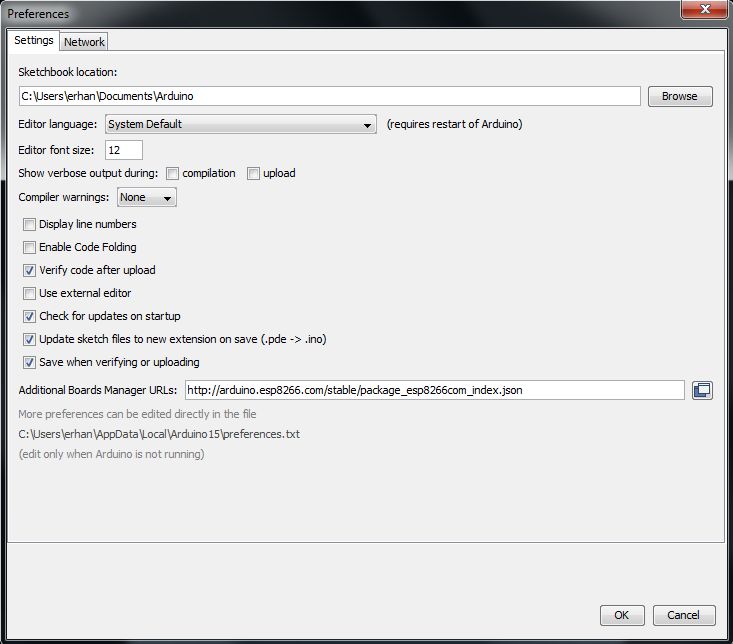 Preferences
Settings Network
Sketchbook location:
C:\Users\erhan\Documents\Arduino Browse
Editor language: System Default (requires restart of Arduino)
Editor font size: 12
Show verbose output during: compilation upload
Compiler warnings: None
Display line numbers
Enable Code Folding
Verify code after upload
Use external editor
Check for updates on startup
Update sketch files to new extension on save (.pde -> .ino)
Save when verifying or uploading
Additional Boards Manager URLs: http://arduino.esp8266.com/stable/package_esp8266com_index.json
More preferences can be edited directly in the file
C:\Users\erhan\AppData\Local\Arduino15\preferences.txt
(edit only when Arduino is not running)
OK Cancel